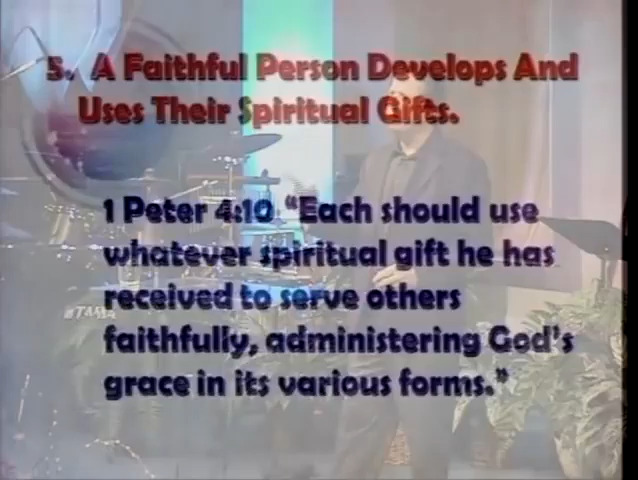 5. A Faithful Person Develops And
Uses Their Spiritual Gifts.
1 Peter 4:10 “Each should use
whatever spiritual gift he has
received to serve others
faithfully, administering God’s
grace in its various forms.”
TAMA